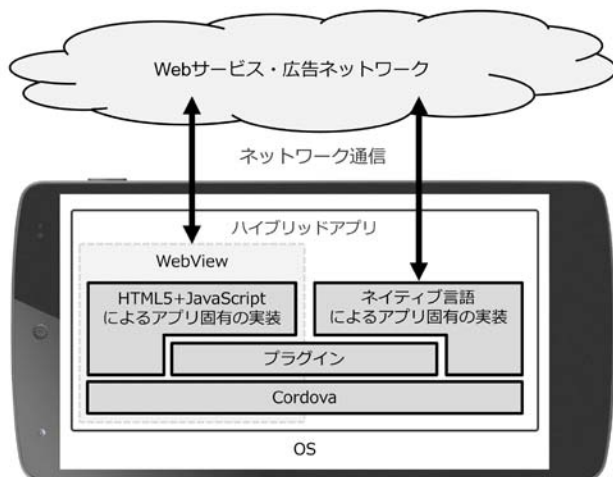 Webサービス・広告ネットワーク
ネットワーク通信
ハイブリッドアプリ
WebView
HTML5+JavaScript
によるアプリ固有の実装
ネイティブ言語
によるアプリ固有の実装
プラグイン
Cordova
OS